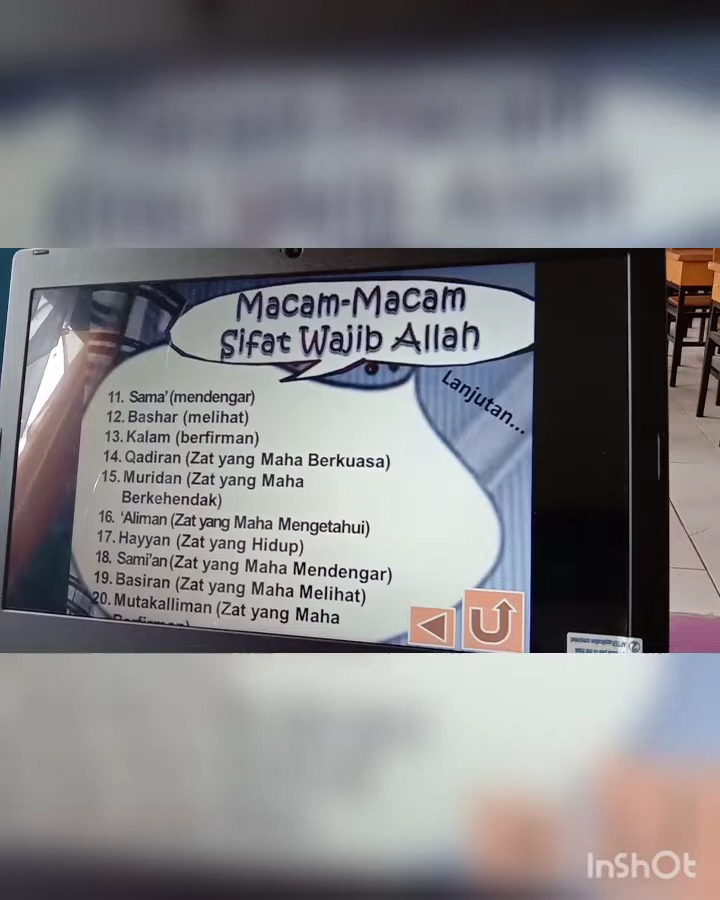 Macam-Macam
Sifat Wajib Allah
Lanjutan...
11. Sama' (mendengar)
12. Bashar (melihat)
13. Kalam (berfirman)
14. Qadiran (Zat yang Maha Berkuasa)
15. Muridan (Zat yang Maha
Berkehendak)
16. 'Aliman (Zat yang Maha Mengetahui)
17. Hayyan (Zat yang Hidup)
18. Sami'an (Zat yang Maha Mendengar)
19. Basiran (Zat yang Maha Melihat)
20. Mutakalliman (Zat yang Maha
InShOt